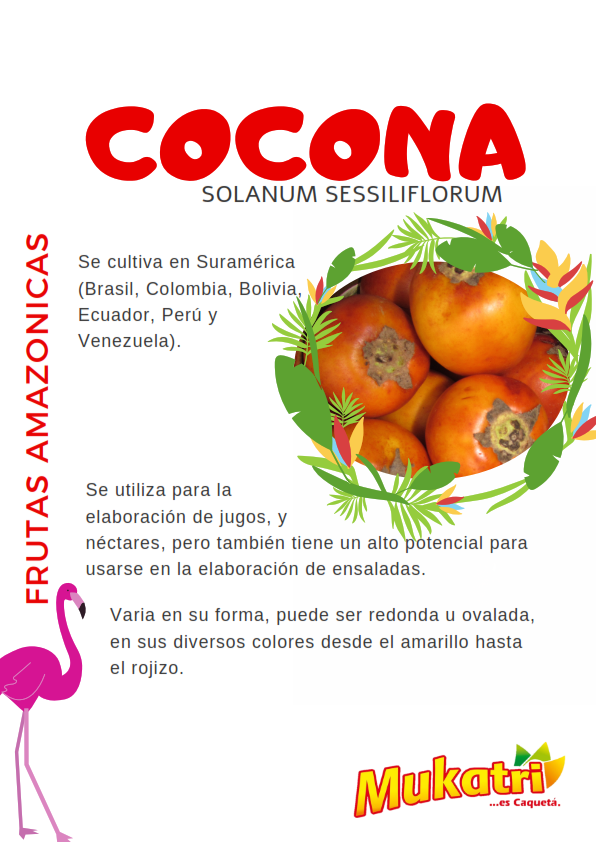 COCONA
SOLANUM SESSILIFLORUM
FRUTAS AMAZONICAS
Se cultiva en Suramérica
(Brasil, Colombia, Bolivia,
Ecuador, Perú y
Venezuela).
Se utiliza para la
elaboración de jugos, y
néctares, pero también tiene un alto potencial para
usarse en la elaboración de ensaladas.
Varia en su forma, puede ser redonda u ovalada,
en sus diversos colores desde el amarillo hasta
el rojizo.
Mukatri
...es Caquetá.